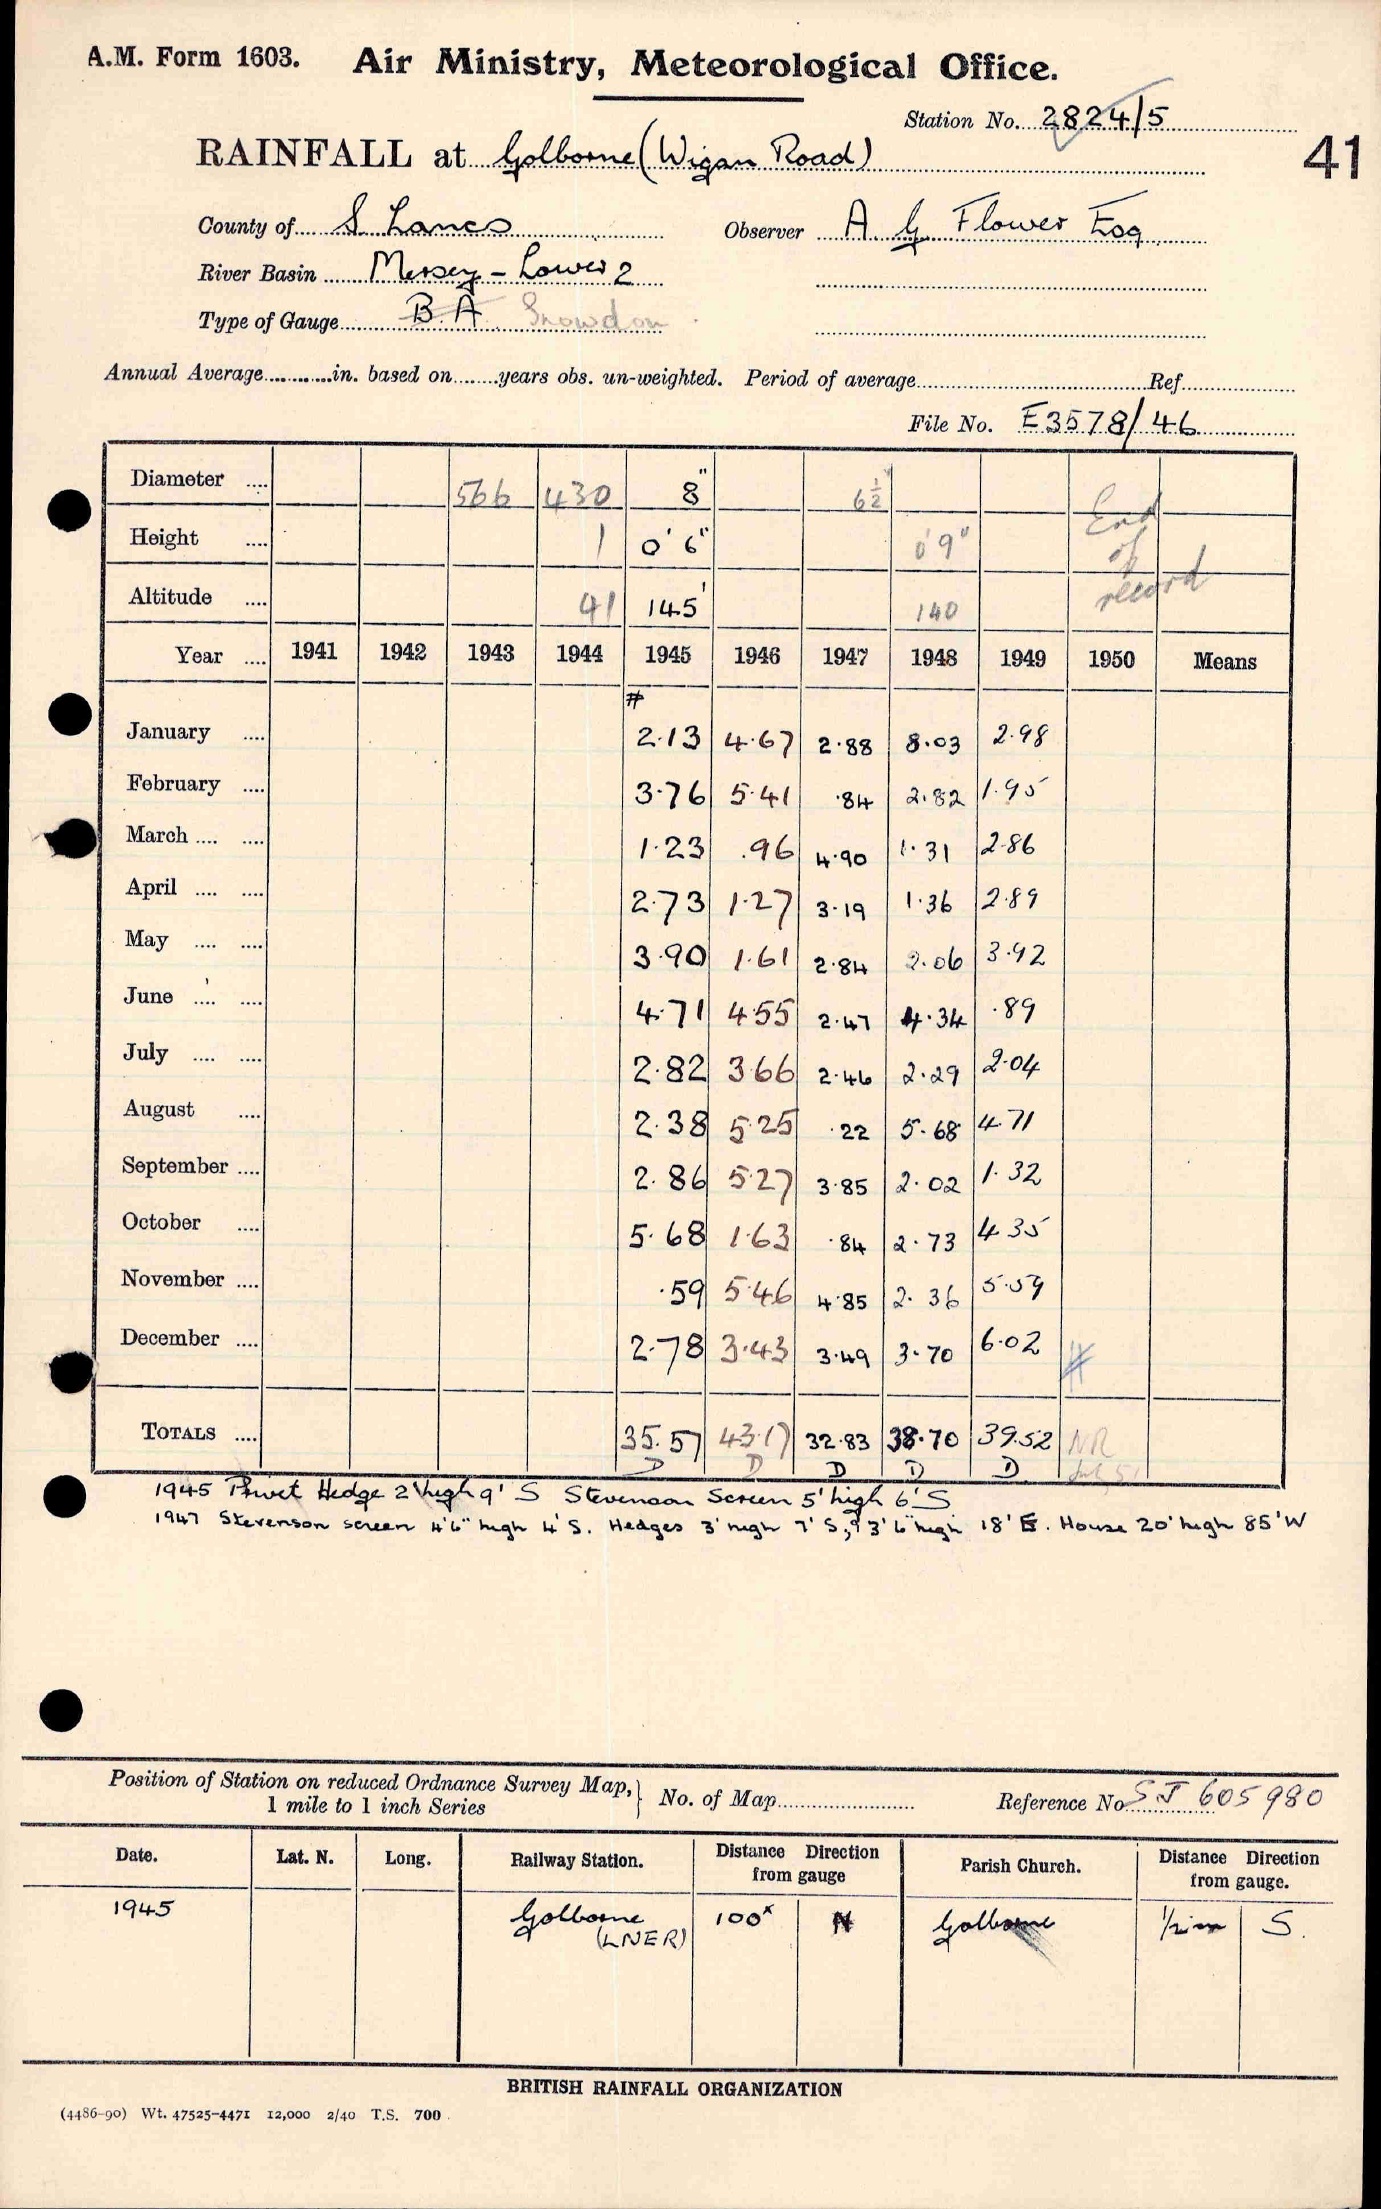 A.M. Form 1603. Air Ministry, Meteorological Office.
Station No. 2824/5
41
RAINFALL at Golborne (Wigan Road)
County of S Lancs Observer A. G. Flower Esq
River Basin Mersey - Lower 2
Type of Gauge B.A Snowdon
Annual Average............in. based on........years obs. un-weighted. Period of average.......... Ref..........
File No. E3578/46
Diameter .... 566 430 8" 6½" End
Height .... 1 0' 6" 0' 9" of
Altitude .... 41 145' 140 record
Year .... 1941 1942 1943 1944 1945 1946 1947 1948 1949 1950 Means
#
January .... 2.13 4.67 2.88 8.03 2.98
February .... 3.76 5.41 .84 2.82 1.95
March .... .... 1.23 .96 4.90 1.31 2.86
April .... .... 2.73 1.27 3.19 1.36 2.89
May .... .... 3.90 1.61 2.84 2.06 3.92
June .... .... 4.71 4.55 2.47 4.34 .89
July .... .... 2.82 3.66 2.46 2.29 2.04
August .... 2.38 5.25 .22 5.68 4.71
September .... 2.86 5.27 3.85 2.02 1.32
October .... 5.68 1.63 .84 2.73 4.35
November .... .59 5.46 4.85 2.36 5.59
December .... 2.78 3.43 3.49 3.70 6.02 #
TOTALS .... 35.57 43.17 32.83 38.70 39.52 NR
D D D D D July 51
1945 Privet Hedge 2' high 9' S Stevenson Screen 5' high 6' S
1947 Stevenson screen 4'6" high 4' S. Hedges 3' high 7' S, & 3' 6" high 18' E. House 20' high 85' W
Position of Station on reduced Ordnance Survey Map, } No. of Map.......... Reference No. SJ 605980
1 mile to 1 inch Series
Date. Lat. N. Long. Railway Station. Distance Direction from gauge Parish Church. Distance Direction from gauge.
1945 Golborne 100ˣ N Golborne 1/2 m S.
(LNER)
BRITISH RAINFALL ORGANIZATION
(4486-90) Wt. 47525-4471 12,000 2/40 T.S. 700